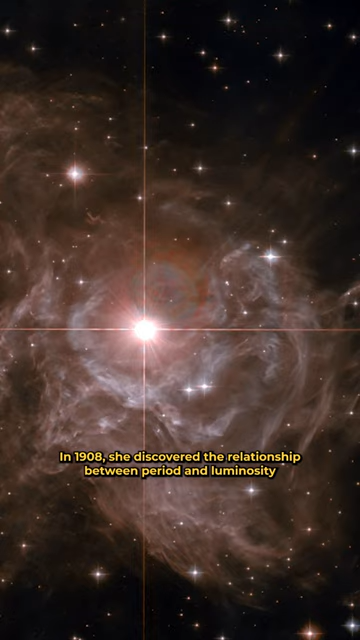 In 1908, she discovered the relationship
between period and luminosity